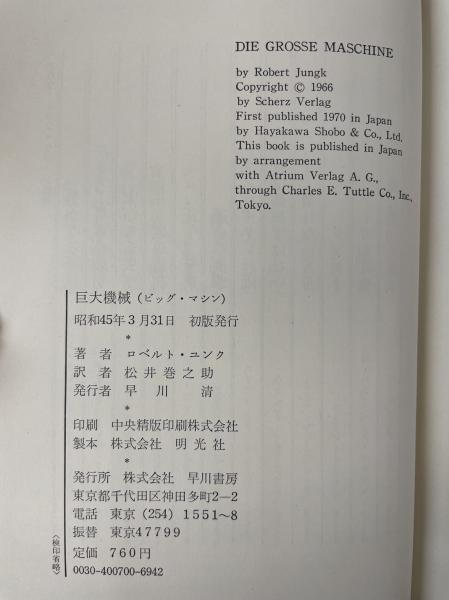 DIE GROSSE MASCHINE
by Robert Jungk
Copyright © 1966
by Scherz Verlag
First published 1970 in Japan
by Hayakawa Shobo & Co., Ltd.
This book is published in Japan
by arrangement
with Atrium Verlag A. G.,
through Charles E. Tuttle Co., Inc.,
Tokyo.
巨大機械（ビッグ・マシン）
昭和45年3月31日 初版発行
*
著者 ロベルト・ユンク
訳者 松井巻之助
発行者 早川 清
*
印刷 中央精版印刷株式会社
製本 株式会社 明光社
*
発行所 株式会社 早川書房
東京都千代田区神田多町2−2
電話 東京（254）1551〜8
振替 東京47799
定価 760円
0030-400700-6942
〈検印省略〉